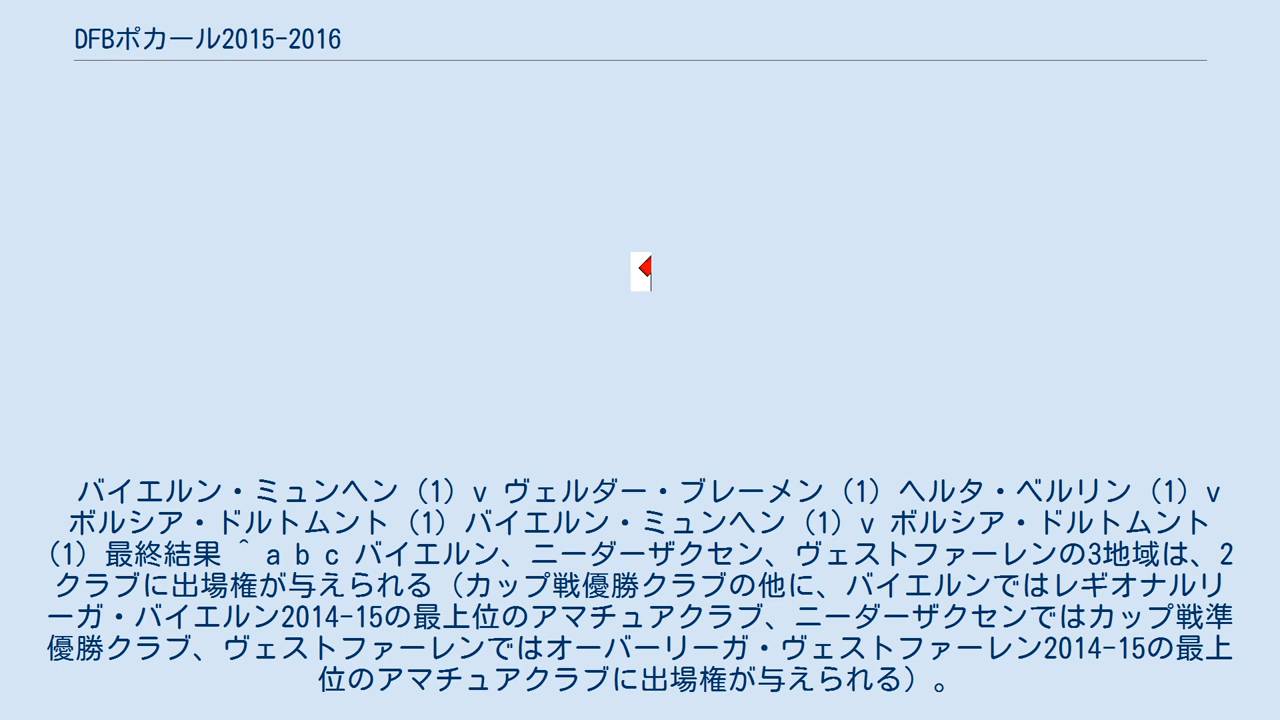 DFBポカール2015-2016
バイエルン・ミュンヘン (1) v ヴェルダー・ブレーメン (1) ヘルタ・ベルリン (1) v
ボルシア・ドルトムント (1) バイエルン・ミュンヘン (1) v ボルシア・ドルトムント
(1) 最終結果 ^ a b c バイエルン、ニーダーザクセン、ヴェストファーレンの3地域は、2
クラブに出場権が与えられる（カップ戦優勝クラブの他に、バイエルンではレギオナルリ
ーガ・バイエルン2014-15の最上位のアマチュアクラブ、ニーダーザクセンではカップ戦準
優勝クラブ、ヴェストファーレンではオーバーリーガ・ヴェストファーレン2014-15の最上
位のアマチュアクラブに出場権が与えられる）。